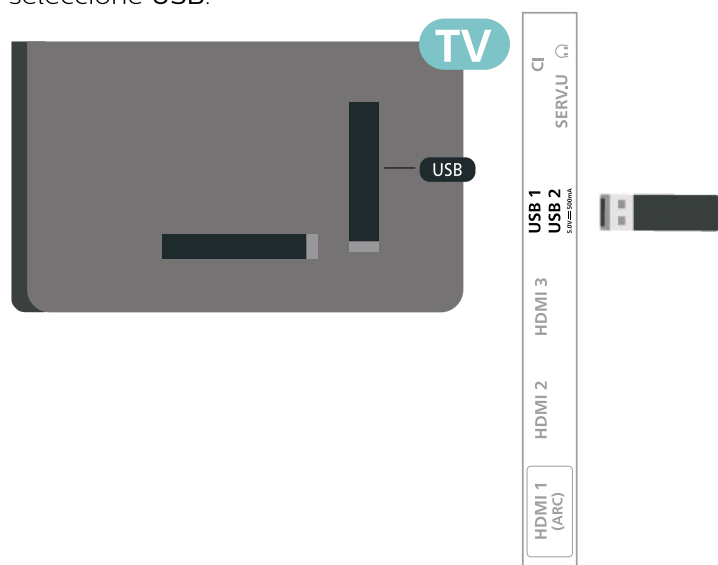 seleccione USB.
TV
USB
CI
SERV.U
USB 1
USB 2
5.0V 500mA
HDMI 3
HDMI 2
HDMI 1
(ARC)